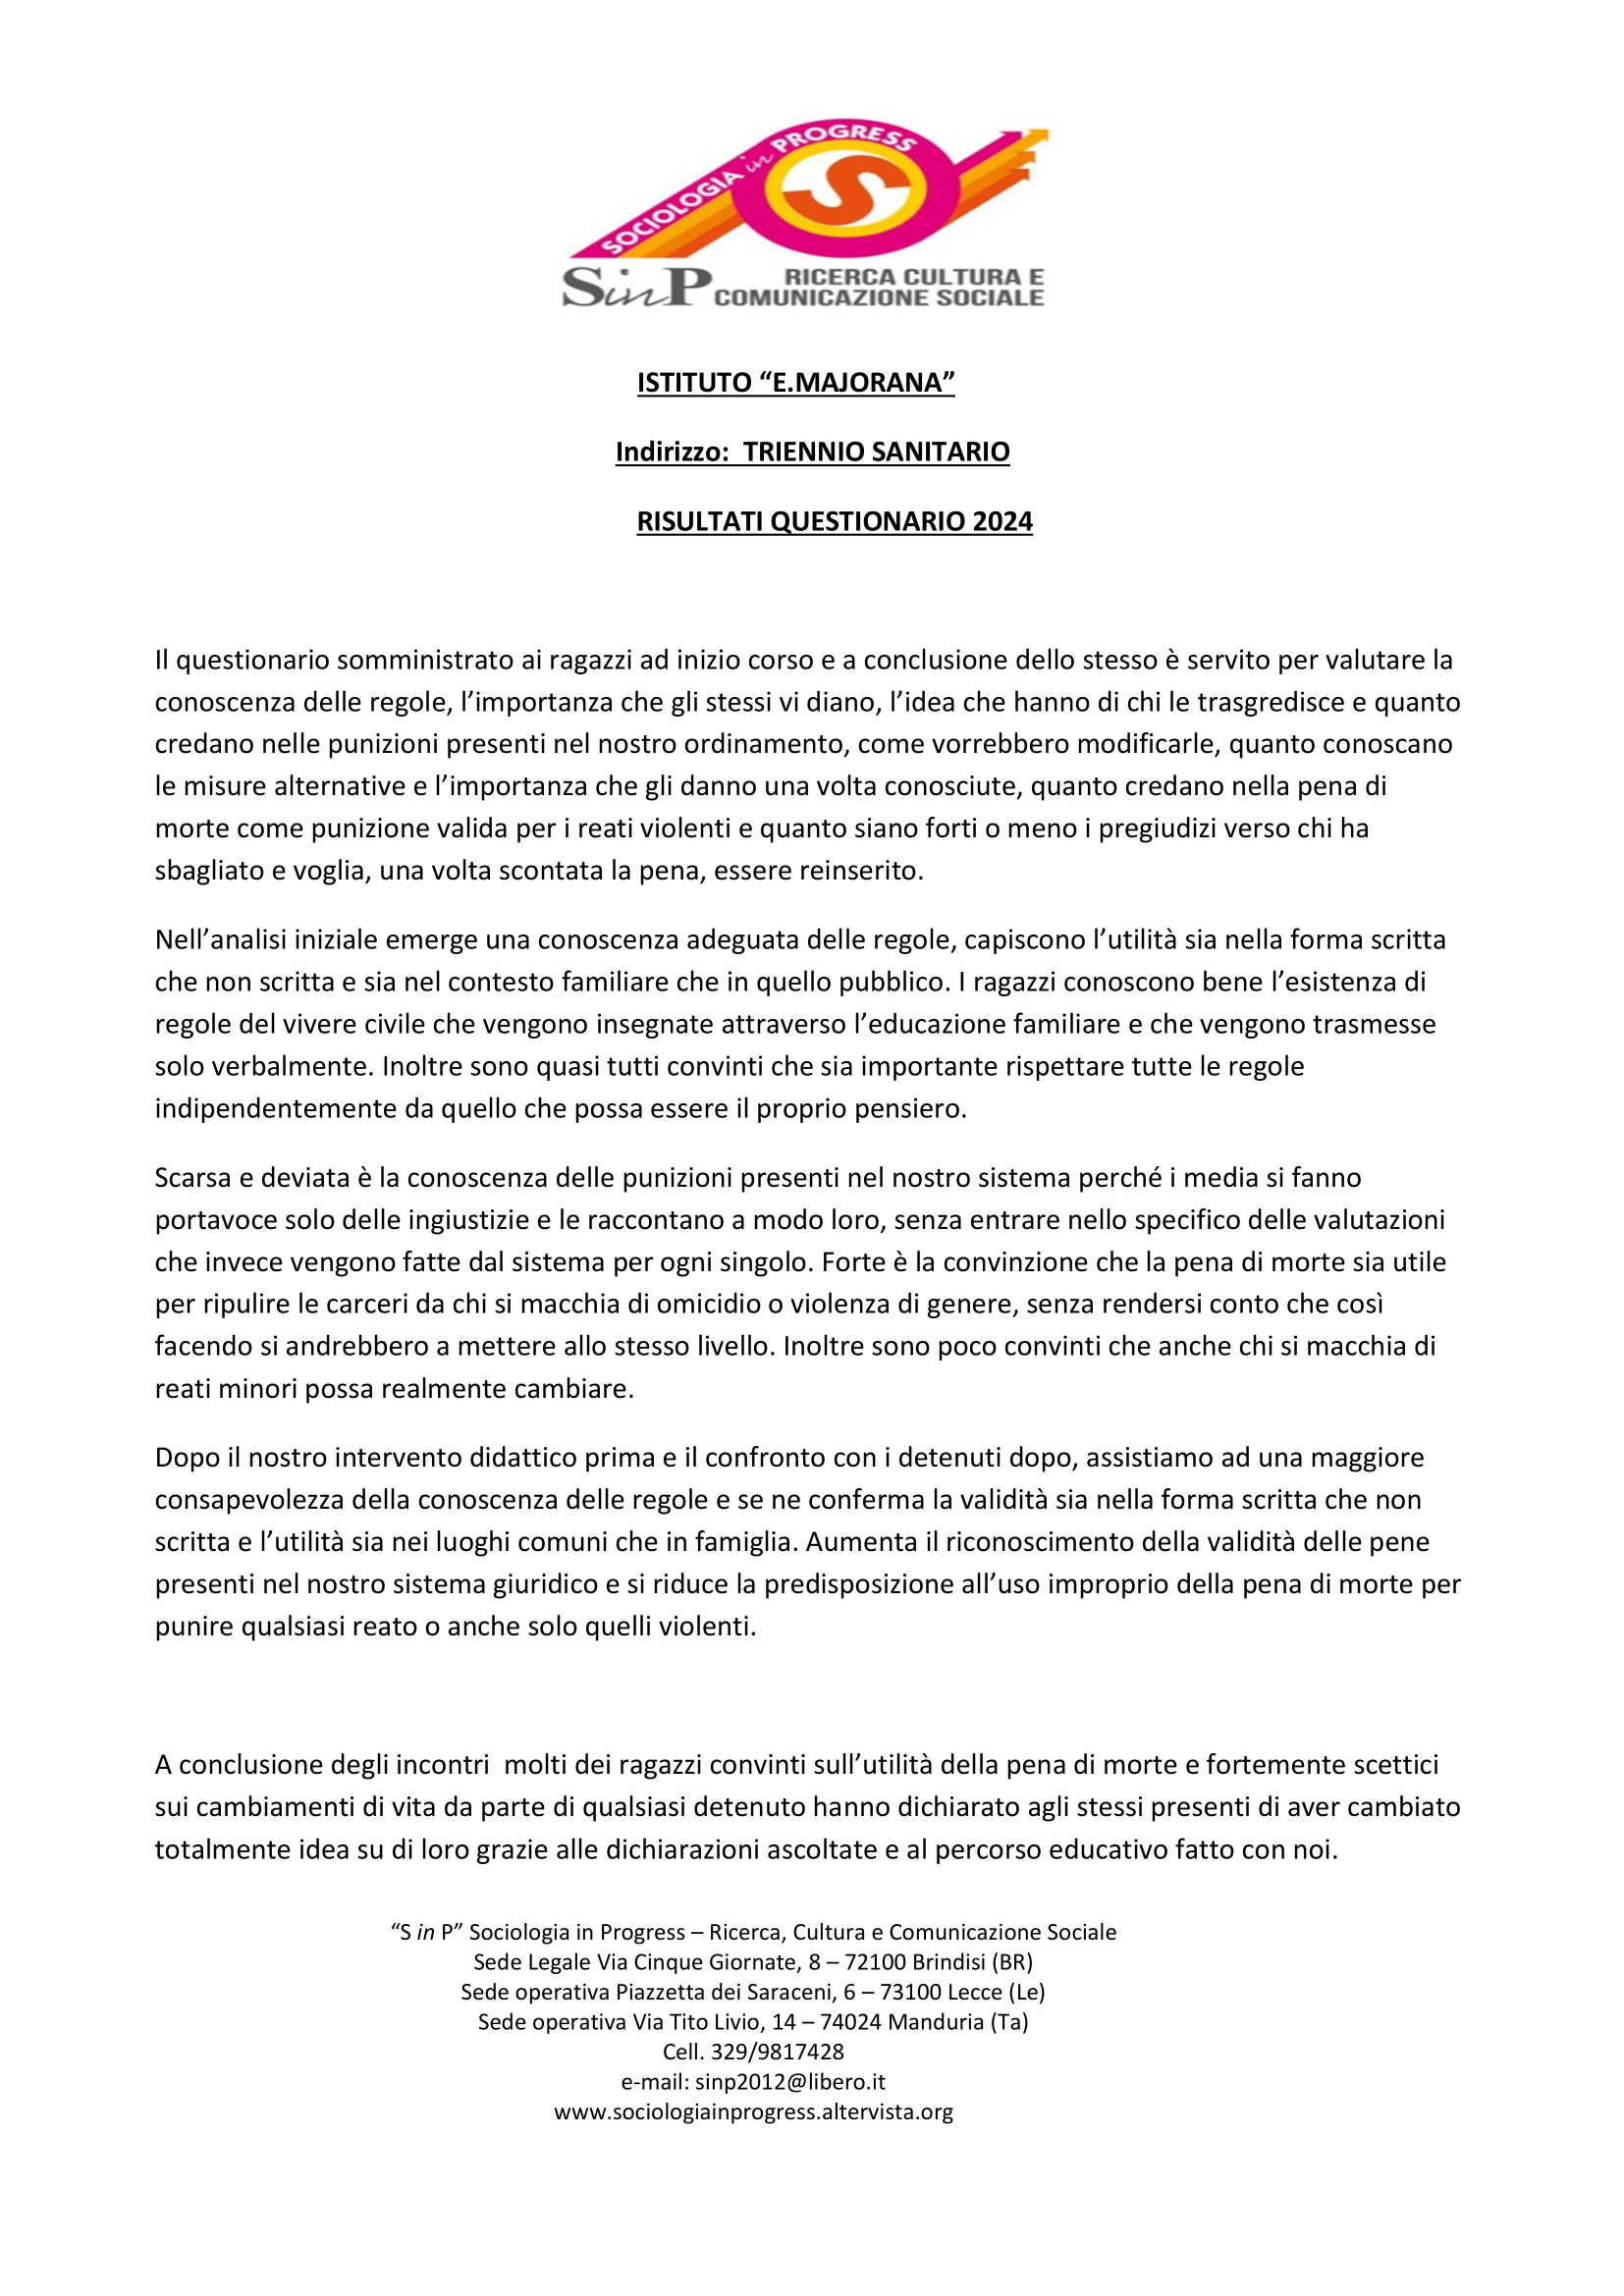 SOCIOLOGIA in PROGRESS
S
SinP RICERCA CULTURA E
COMUNICAZIONE SOCIALE
ISTITUTO “E.MAJORANA”
Indirizzo:  TRIENNIO SANITARIO
RISULTATI QUESTIONARIO 2024
Il questionario somministrato ai ragazzi ad inizio corso e a conclusione dello stesso è servito per valutare la
conoscenza delle regole, l’importanza che gli stessi vi diano, l’idea che hanno di chi le trasgredisce e quanto
credano nelle punizioni presenti nel nostro ordinamento, come vorrebbero modificarle, quanto conoscano
le misure alternative e l’importanza che gli danno una volta conosciute, quanto credano nella pena di
morte come punizione valida per i reati violenti e quanto siano forti o meno i pregiudizi verso chi ha
sbagliato e voglia, una volta scontata la pena, essere reinserito.
Nell’analisi iniziale emerge una conoscenza adeguata delle regole, capiscono l’utilità sia nella forma scritta
che non scritta e sia nel contesto familiare che in quello pubblico. I ragazzi conoscono bene l’esistenza di
regole del vivere civile che vengono insegnate attraverso l’educazione familiare e che vengono trasmesse
solo verbalmente. Inoltre sono quasi tutti convinti che sia importante rispettare tutte le regole
indipendentemente da quello che possa essere il proprio pensiero.
Scarsa e deviata è la conoscenza delle punizioni presenti nel nostro sistema perché i media si fanno
portavoce solo delle ingiustizie e le raccontano a modo loro, senza entrare nello specifico delle valutazioni
che invece vengono fatte dal sistema per ogni singolo. Forte è la convinzione che la pena di morte sia utile
per ripulire le carceri da chi si macchia di omicidio o violenza di genere, senza rendersi conto che così
facendo si andrebbero a mettere allo stesso livello. Inoltre sono poco convinti che anche chi si macchia di
reati minori possa realmente cambiare.
Dopo il nostro intervento didattico prima e il confronto con i detenuti dopo, assistiamo ad una maggiore
consapevolezza della conoscenza delle regole e se ne conferma la validità sia nella forma scritta che non
scritta e l’utilità sia nei luoghi comuni che in famiglia. Aumenta il riconoscimento della validità delle pene
presenti nel nostro sistema giuridico e si riduce la predisposizione all’uso improprio della pena di morte per
punire qualsiasi reato o anche solo quelli violenti.
A conclusione degli incontri  molti dei ragazzi convinti sull’utilità della pena di morte e fortemente scettici
sui cambiamenti di vita da parte di qualsiasi detenuto hanno dichiarato agli stessi presenti di aver cambiato
totalmente idea su di loro grazie alle dichiarazioni ascoltate e al percorso educativo fatto con noi.
“S in P” Sociologia in Progress – Ricerca, Cultura e Comunicazione Sociale
Sede Legale Via Cinque Giornate, 8 – 72100 Brindisi (BR)
Sede operativa Piazzetta dei Saraceni, 6 – 73100 Lecce (Le)
Sede operativa Via Tito Livio, 14 – 74024 Manduria (Ta)
Cell. 329/9817428
e-mail: sinp2012@libero.it
www.sociologiainprogress.altervista.org